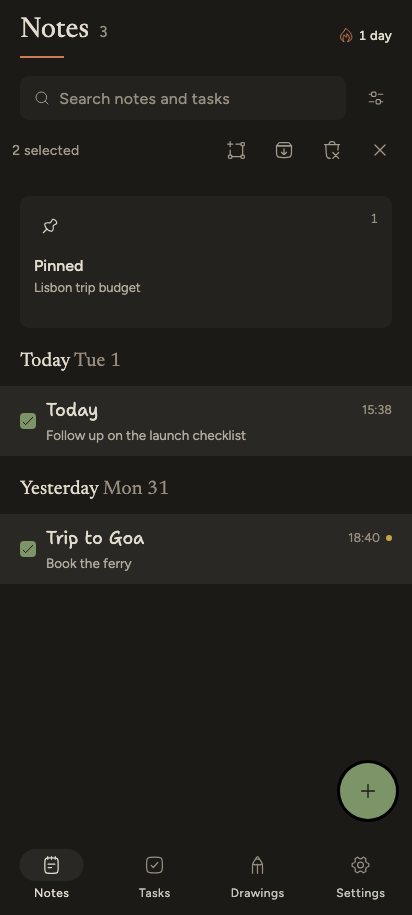 Notes 3
1 day
Search notes and tasks
2 selected
1
Pinned
Lisbon trip budget
Today Tue 1
Today 15:38
Follow up on the launch checklist
Yesterday Mon 31
Trip to Goa 18:40
Book the ferry
Notes Tasks Drawings Settings